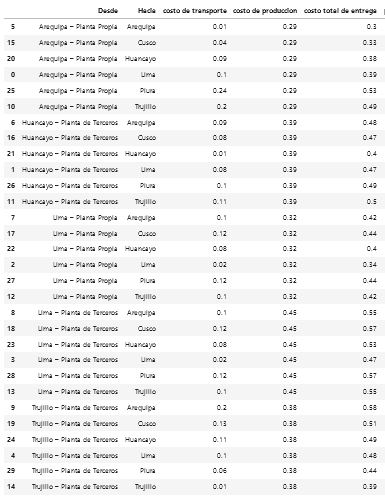 Desde Hacia costo de transporte costo de produccion costo total de entrega
5 Arequipa – Planta Propia Arequipa 0.01 0.29 0.3
15 Arequipa – Planta Propia Cusco 0.04 0.29 0.33
20 Arequipa – Planta Propia Huancayo 0.09 0.29 0.38
0 Arequipa – Planta Propia Lima 0.1 0.29 0.39
25 Arequipa – Planta Propia Piura 0.24 0.29 0.53
10 Arequipa – Planta Propia Trujillo 0.2 0.29 0.49
6 Huancayo – Planta de Terceros Arequipa 0.09 0.39 0.48
16 Huancayo – Planta de Terceros Cusco 0.08 0.39 0.47
21 Huancayo – Planta de Terceros Huancayo 0.01 0.39 0.4
1 Huancayo – Planta de Terceros Lima 0.08 0.39 0.47
26 Huancayo – Planta de Terceros Piura 0.1 0.39 0.49
11 Huancayo – Planta de Terceros Trujillo 0.11 0.39 0.5
7 Lima – Planta Propia Arequipa 0.1 0.32 0.42
17 Lima – Planta Propia Cusco 0.12 0.32 0.44
22 Lima – Planta Propia Huancayo 0.08 0.32 0.4
2 Lima – Planta Propia Lima 0.02 0.32 0.34
27 Lima – Planta Propia Piura 0.12 0.32 0.44
12 Lima – Planta Propia Trujillo 0.1 0.32 0.42
8 Lima – Planta de Terceros Arequipa 0.1 0.45 0.55
18 Lima – Planta de Terceros Cusco 0.12 0.45 0.57
23 Lima – Planta de Terceros Huancayo 0.08 0.45 0.53
3 Lima – Planta de Terceros Lima 0.02 0.45 0.47
28 Lima – Planta de Terceros Piura 0.12 0.45 0.57
13 Lima – Planta de Terceros Trujillo 0.1 0.45 0.55
9 Trujillo – Planta de Terceros Arequipa 0.2 0.38 0.58
19 Trujillo – Planta de Terceros Cusco 0.13 0.38 0.51
24 Trujillo – Planta de Terceros Huancayo 0.11 0.38 0.49
4 Trujillo – Planta de Terceros Lima 0.1 0.38 0.48
29 Trujillo – Planta de Terceros Piura 0.06 0.38 0.44
14 Trujillo – Planta de Terceros Trujillo 0.01 0.38 0.39